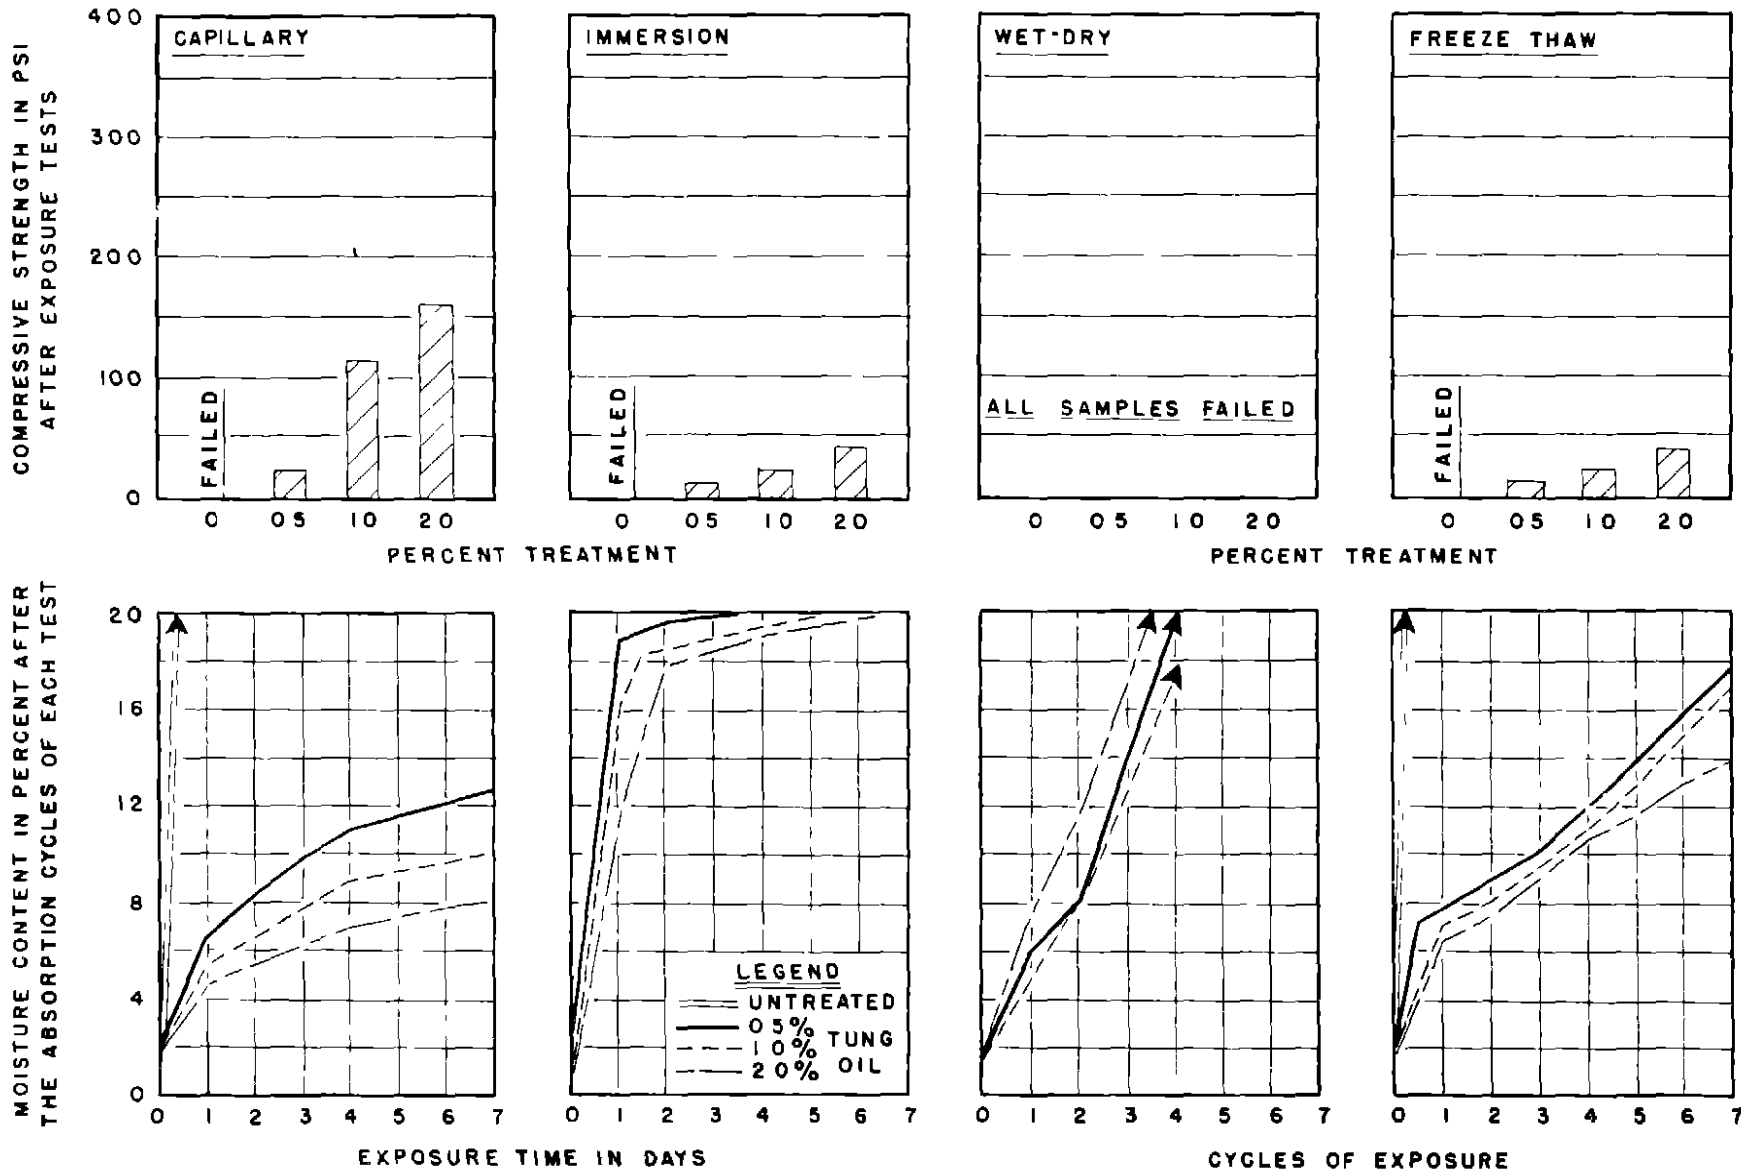 COMPRESSIVE STRENGTH IN PSI
AFTER EXPOSURE TESTS
400
300
200
100
0
CAPILLARY
FAILED
0 05 10 20
IMMERSION
FAILED
0 05 10 20
PERCENT TREATMENT
WET-DRY
ALL SAMPLES FAILED
0 05 10 20
FREEZE THAW
FAILED
0 05 10 20
PERCENT TREATMENT
MOISTURE CONTENT IN PERCENT AFTER
THE ABSORPTION CYCLES OF EACH TEST
20
16
12
8
4
0
0 1 2 3 4 5 6 7
LEGEND
UNTREATED
05%
10% TUNG
20% OIL
0 1 2 3 4 5 6 7
EXPOSURE TIME IN DAYS
0 1 2 3 4 5 6 7
0 1 2 3 4 5 6 7
CYCLES OF EXPOSURE